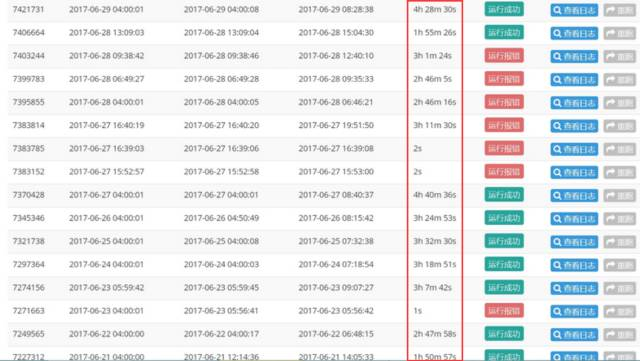 7421731 2017-06-29 04:00:01 2017-06-29 04:00:08 2017-06-29 08:28:38 4h 28m 30s 运行成功 查看日志 重跑
7406664 2017-06-28 13:09:03 2017-06-28 13:09:04 2017-06-28 15:04:30 1h 55m 26s 运行成功 查看日志 重跑
7403244 2017-06-28 09:38:42 2017-06-28 09:38:46 2017-06-28 12:40:10 3h 1m 24s 运行报错 查看日志 重跑
7399783 2017-06-28 06:49:27 2017-06-28 06:49:28 2017-06-28 09:35:33 2h 46m 5s 运行报错 查看日志 重跑
7395855 2017-06-28 04:00:01 2017-06-28 04:00:05 2017-06-28 06:46:21 2h 46m 16s 运行报错 查看日志 重跑
7383814 2017-06-27 16:40:19 2017-06-27 16:40:20 2017-06-27 19:51:50 3h 11m 30s 运行报错 查看日志 重跑
7383785 2017-06-27 16:39:03 2017-06-27 16:39:06 2017-06-27 16:39:08 2s 运行报错 查看日志 重跑
7383152 2017-06-27 15:52:57 2017-06-27 15:52:58 2017-06-27 15:53:00 2s 运行报错 查看日志 重跑
7370428 2017-06-27 04:00:01 2017-06-27 04:00:01 2017-06-27 08:40:37 4h 40m 36s 运行成功 查看日志 重跑
7345346 2017-06-26 04:00:01 2017-06-26 04:50:49 2017-06-26 08:15:42 3h 24m 53s 运行成功 查看日志 重跑
7321738 2017-06-25 04:00:01 2017-06-25 04:00:08 2017-06-25 07:32:38 3h 32m 30s 运行成功 查看日志 重跑
7297364 2017-06-24 04:00:01 2017-06-24 04:00:03 2017-06-24 07:18:54 3h 18m 51s 运行成功 查看日志 重跑
7274156 2017-06-23 05:59:42 2017-06-23 05:59:45 2017-06-23 09:07:27 3h 7m 42s 运行成功 查看日志 重跑
7271663 2017-06-23 04:00:01 2017-06-23 05:56:41 2017-06-23 05:56:42 1s 运行报错 查看日志 重跑
7249565 2017-06-22 04:00:00 2017-06-22 04:00:17 2017-06-22 06:48:15 2h 47m 58s 运行成功 查看日志 重跑
7227312 2017-06-21 04:00:01 2017-06-21 12:14:36 2017-06-21 14:05:33 1h 50m 57s 运行成功 查看日志 重跑